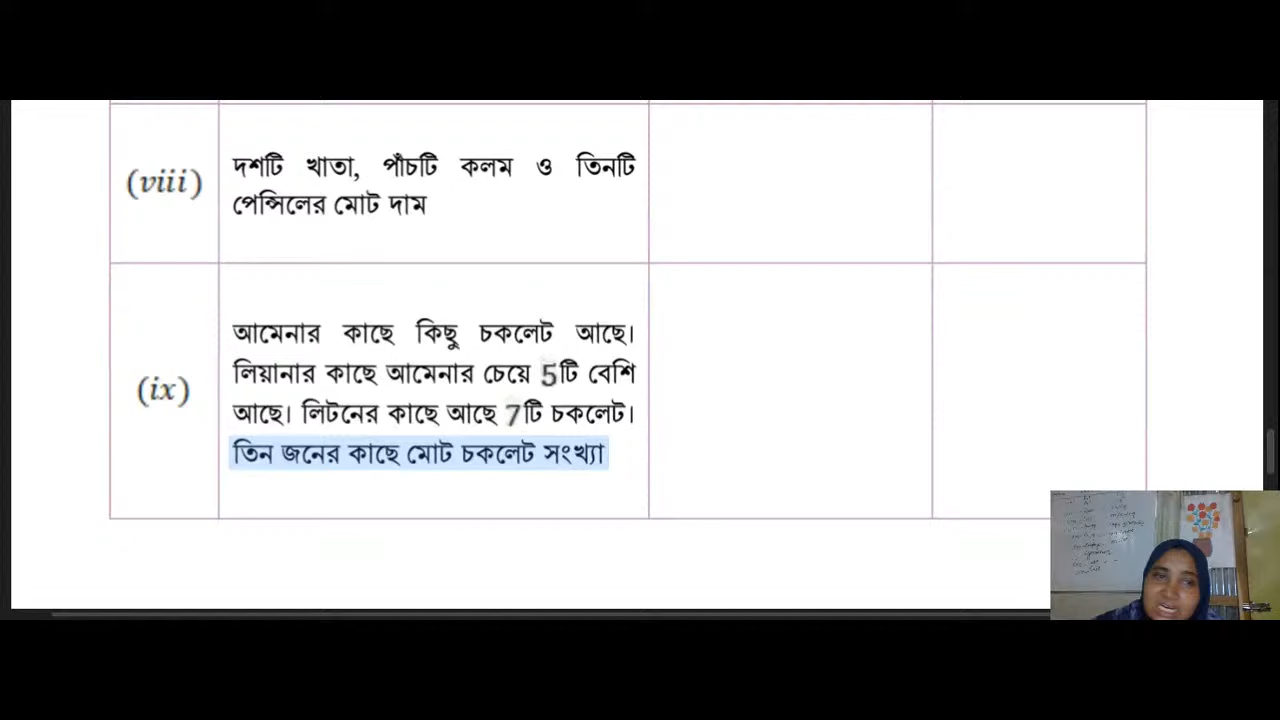 (viii)
দশটি খাতা, পাঁচটি কলম ও তিনটি
পেন্সিলের মোট দাম
(ix)
আমেনার কাছে কিছু চকলেট আছে।
লিয়ানার কাছে আমেনার চেয়ে 5টি বেশি
আছে। লিটনের কাছে আছে 7টি চকলেট।
তিন জনের কাছে মোট চকলেট সংখ্যা